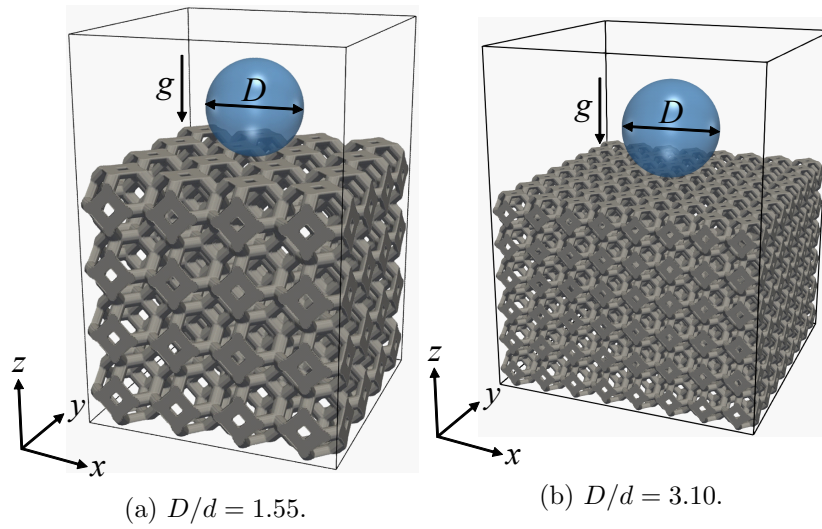 g
D
z
y
x
(a) D/d = 1.55.
g
D
z
y
x
(b) D/d = 3.10.